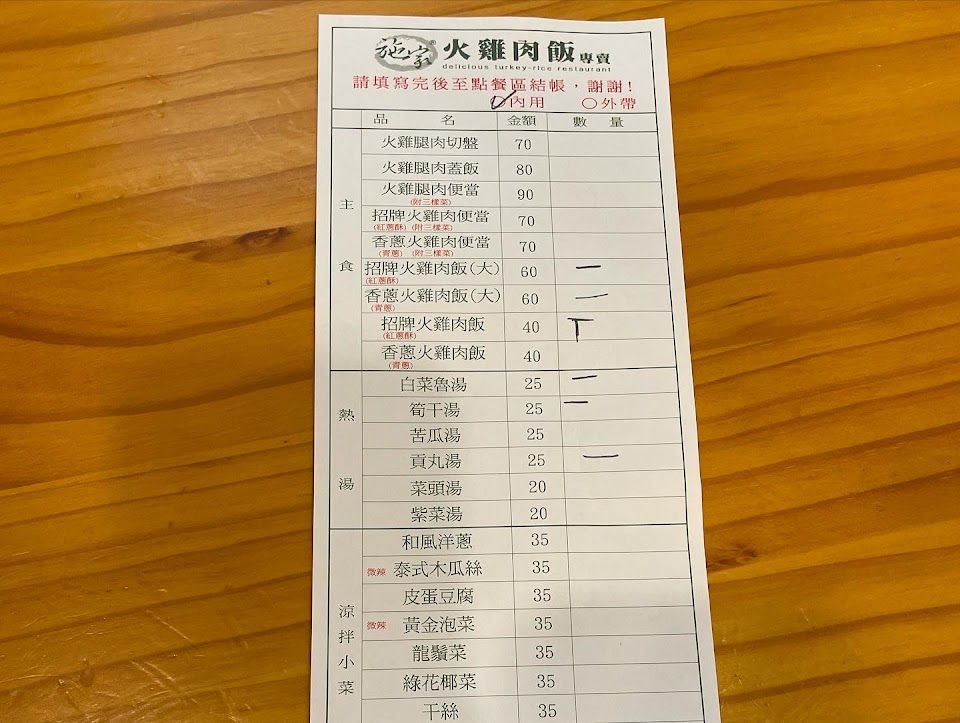 施家® 火雞肉飯專賣
delicious turkey-rice restaurant
請填寫完後至點餐區結帳，謝謝！
○內用 ○外帶
品名 金額 數量
主食
火雞腿肉切盤 70
火雞腿肉蓋飯 80
火雞腿肉便當 90
(附三樣菜)
招牌火雞肉便當 70
(紅蔥酥) (附三樣菜)
香蔥火雞肉便當 70
(青蔥) (附三樣菜)
招牌火雞肉飯(大) 60 一
(紅蔥酥)
香蔥火雞肉飯(大) 60 一
(青蔥)
招牌火雞肉飯 40 T
(紅蔥酥)
香蔥火雞肉飯 40
(青蔥)
熱湯
白菜魯湯 25 一
筍干湯 25 一
苦瓜湯 25
貢丸湯 25 一
菜頭湯 20
紫菜湯 20
涼拌小菜
和風洋蔥 35
微辣 泰式木瓜絲 35
皮蛋豆腐 35
微辣 黃金泡菜 35
龍鬚菜 35
綠花椰菜 35
干絲 35